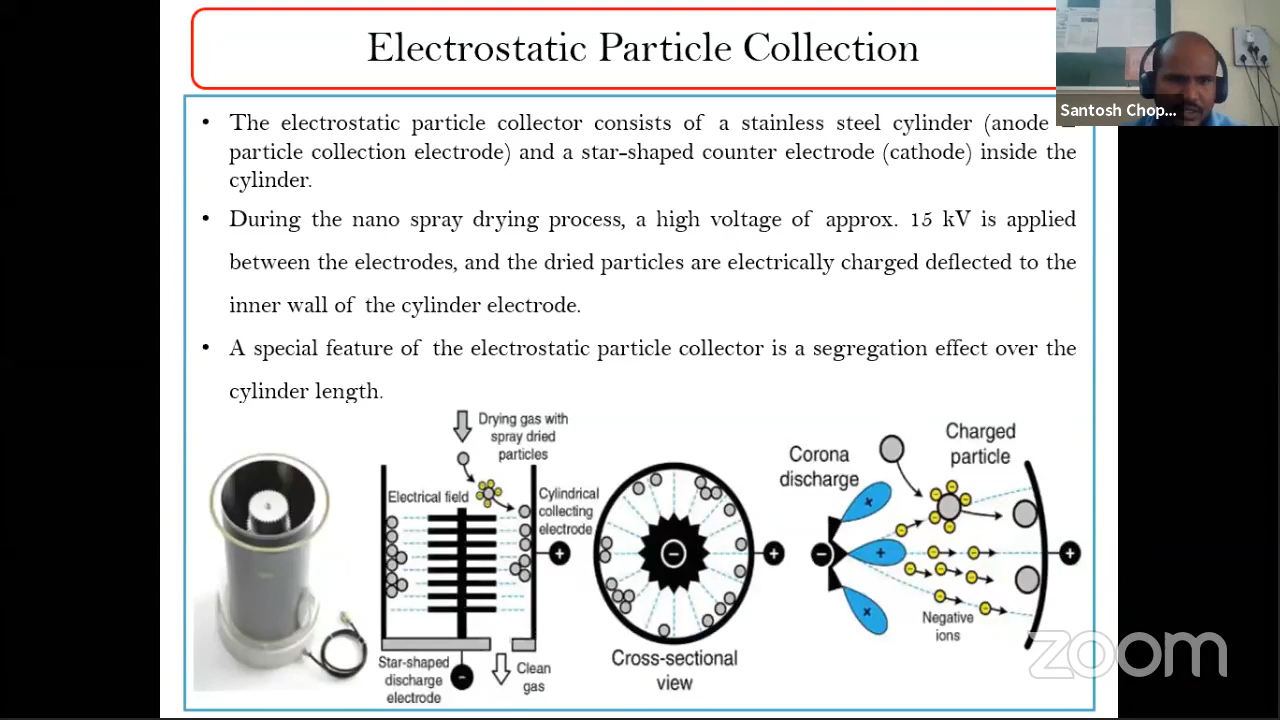 Electrostatic Particle Collection
Santosh Chop...
• The electrostatic particle collector consists of a stainless steel cylinder (anode
particle collection electrode) and a star-shaped counter electrode (cathode) inside the
cylinder.
• During the nano spray drying process, a high voltage of approx. 15 kV is applied
between the electrodes, and the dried particles are electrically charged deflected to the
inner wall of the cylinder electrode.
• A special feature of the electrostatic particle collector is a segregation effect over the
cylinder length.
Drying gas with
spray dried
particles
Electrical field
Cylindrical
collecting
electrode
+
Star-shaped
discharge
electrode
-
Clean
gas
-
+
Cross-sectional
view
Corona
discharge
Charged
particle
+
+
+
-
+
Negative
ions
zoom